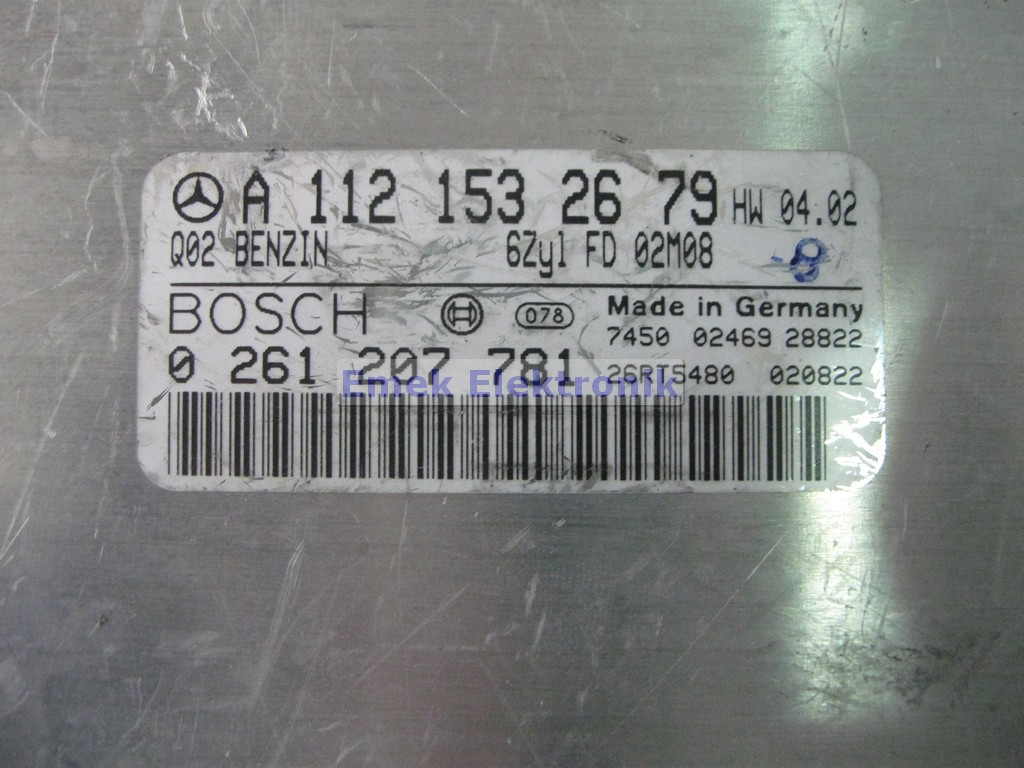 A 112 153 26 79 HW 04.02
Q02 BENZIN 6Zyl FD 02M08
8
BOSCH 078 Made in Germany
7450 02469 28822
0 261 207 781 26RT5480 020822
Emek Elektronik